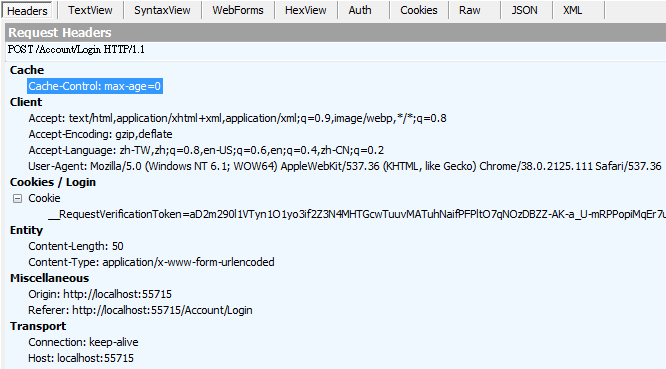 Headers TextView SyntaxView WebForms HexView Auth Cookies Raw JSON XML
Request Headers
POST /Account/Login HTTP/1.1
Cache
Cache-Control: max-age=0
Client
Accept: text/html,application/xhtml+xml,application/xml;q=0.9,image/webp,*/*;q=0.8
Accept-Encoding: gzip,deflate
Accept-Language: zh-TW,zh;q=0.8,en-US;q=0.6,en;q=0.4,zh-CN;q=0.2
User-Agent: Mozilla/5.0 (Windows NT 6.1; WOW64) AppleWebKit/537.36 (KHTML, like Gecko) Chrome/38.0.2125.111 Safari/537.36
Cookies / Login
Cookie
__RequestVerificationToken=aD2m290l1VTyn1O1yo3if2Z3N4MHTGcwTuuvMATuhNaifPFPltO7qNOzDBZZ-AK-a_U-mRPPopiMqEr7u
Entity
Content-Length: 50
Content-Type: application/x-www-form-urlencoded
Miscellaneous
Origin: http://localhost:55715
Referer: http://localhost:55715/Account/Login
Transport
Connection: keep-alive
Host: localhost:55715